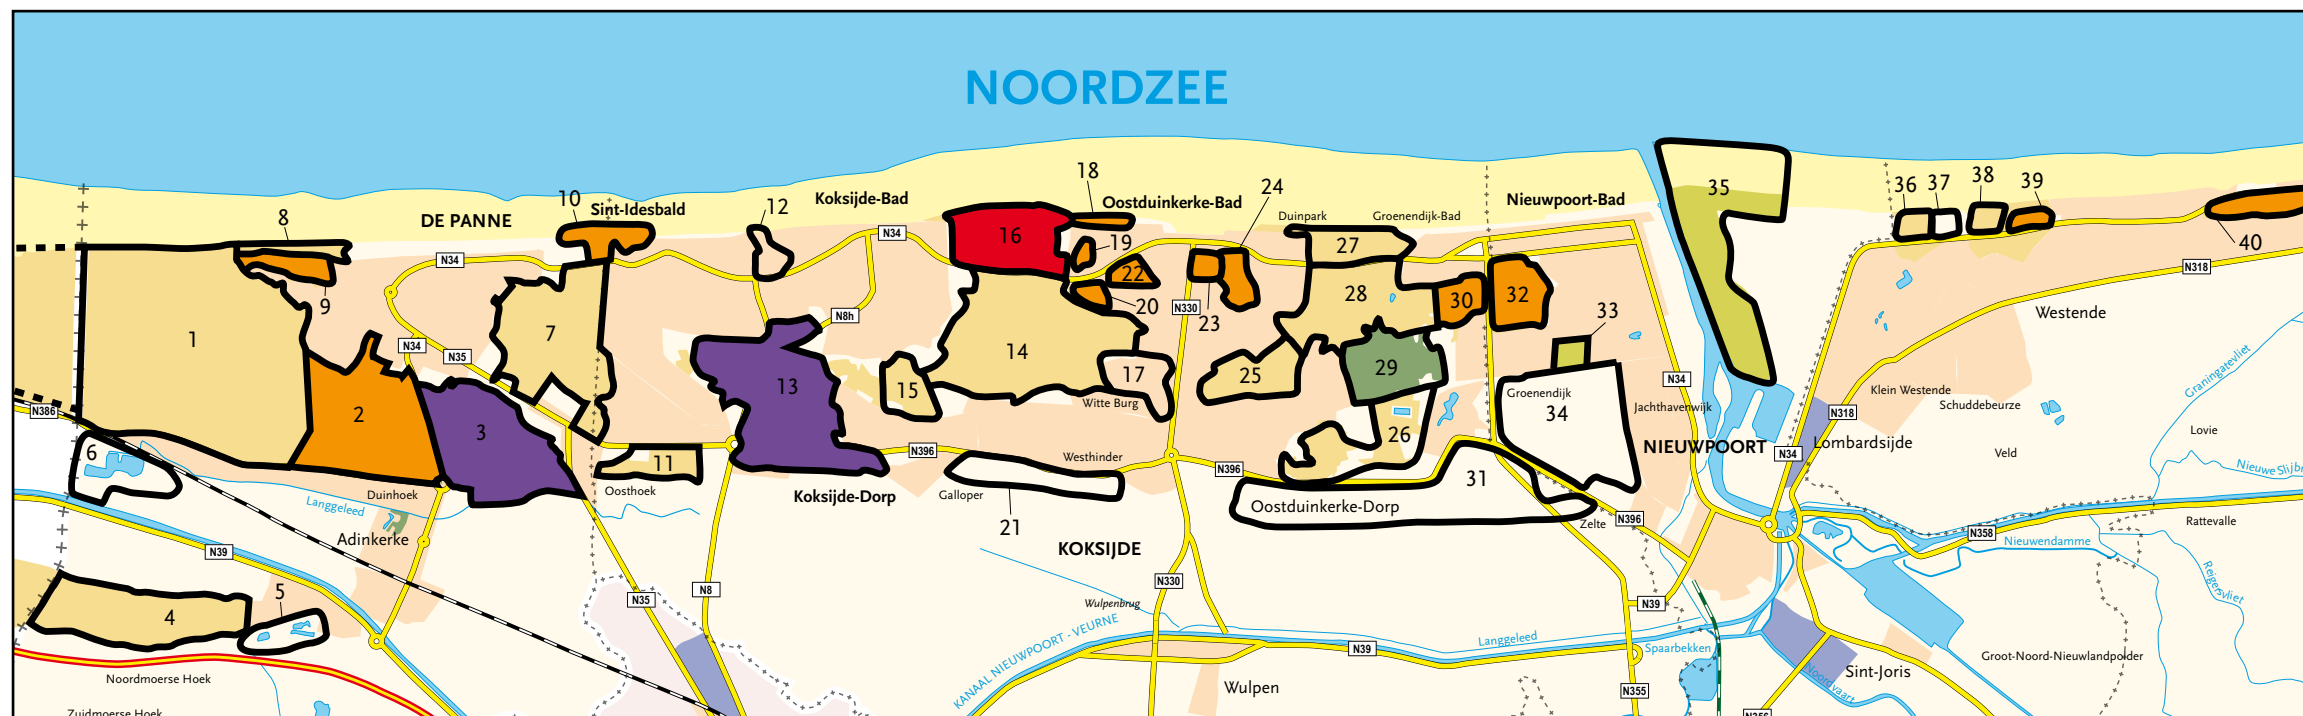 NOORDZEE
18
10
8
12
24
35
36
37
38
39
40
DE PANNE
Sint-Idesbald
Koksijde-Bad
Oostduinkerke-Bad
Duinpark
Groenendijk-Bad
Nieuwpoort-Bad
N34
16
19
27
N34
22
9
20
23
N330
28
30
32
33
N318
Westende
1
N8h
N34
N35
7
14
15
17
25
29
Witte Burg
Groenendijk
34
N34
Jachthavenwijk
Klein Westende
Schuddebeurze
Graningatevliet
N386
2
3
13
N318
6
11
Oosthoek
N396
Westhinder
N396
26
31
NIEUWPOORT
N34
Lombardsijde
Veld
Lovie
Nieuwe Slijbr
Duinhoek
Langgeleed
Adinkerke
Koksijde-Dorp
Galloper
21
Oostduinkerke-Dorp
Zelte
N396
Rattevalle
N358
Nieuwendamme
N39
KOKSIJDE
N330
Wulpenbrug
N8
N35
N39
Reigersvliet
4
5
KANAAL NIEUWPOORT - VEURNE
Langgeleed
N39
Spaarbekken
Groot-Noord-Nieuwlandpolder
Sint-Joris
Noordvaart
Noordmoerse Hoek
Wulpen
N355
Zuidmoerse Hoek
N356